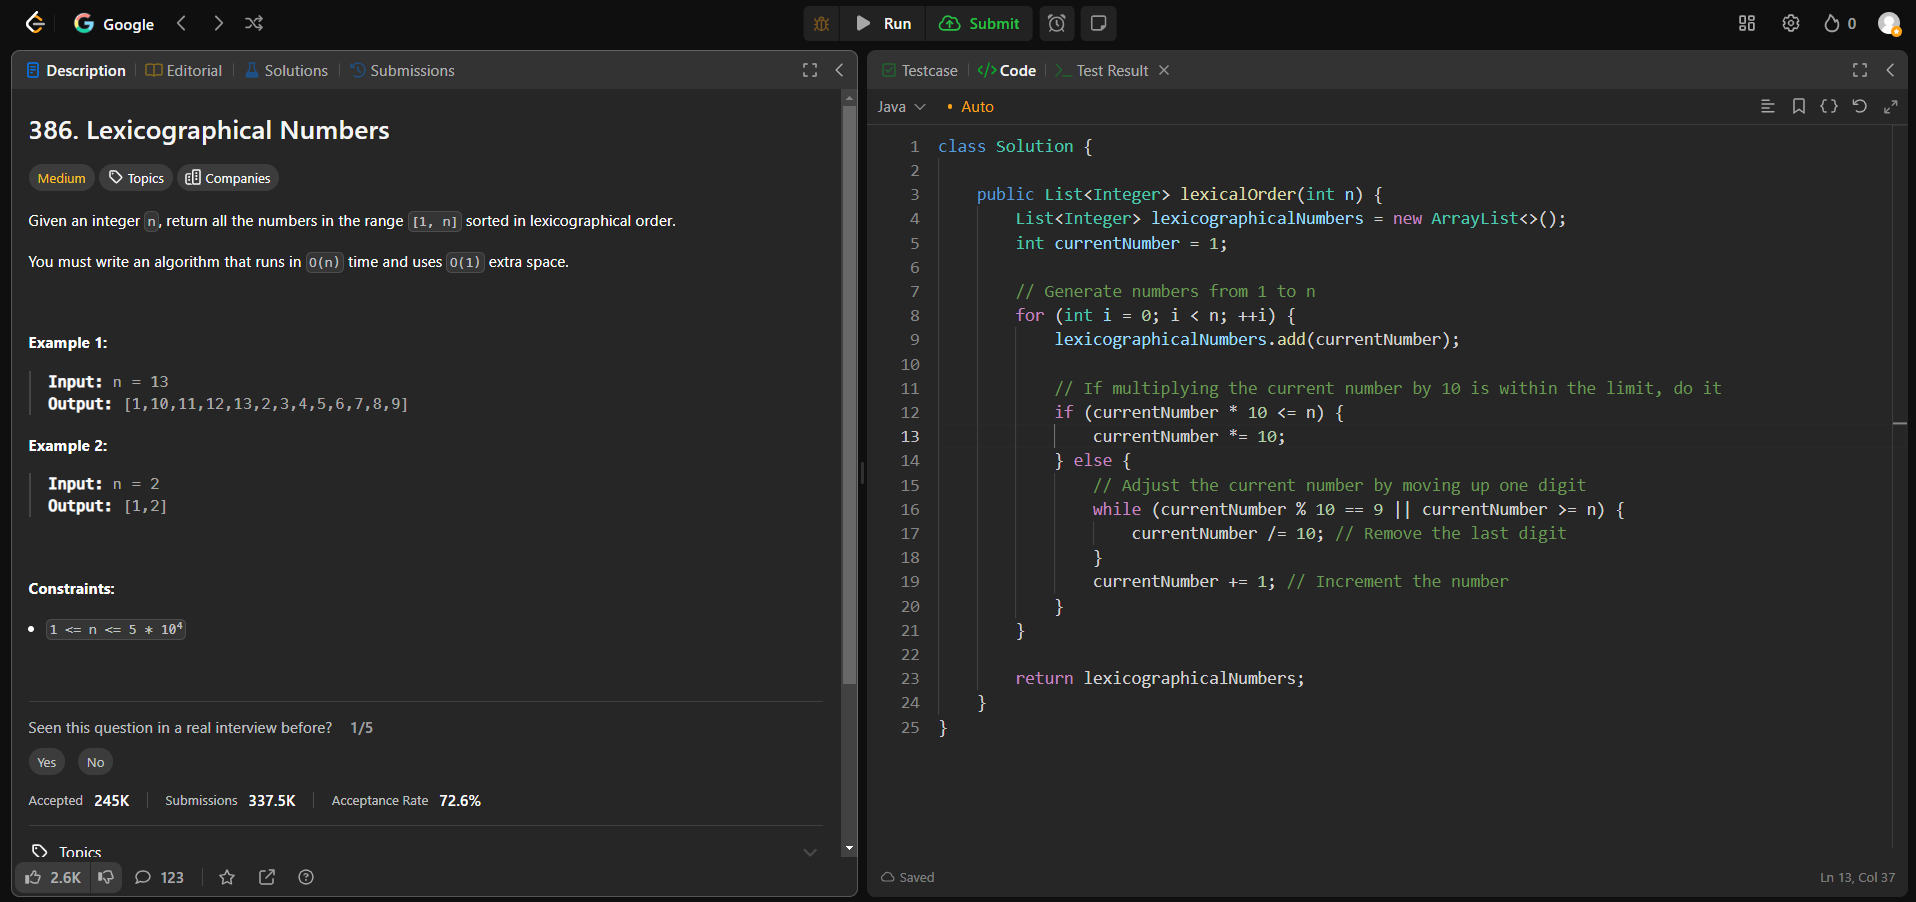 Google
Run
Submit
0
Description
Editorial
Solutions
Submissions
386. Lexicographical Numbers
Medium
Topics
Companies
Given an integer n, return all the numbers in the range [1, n] sorted in lexicographical order.
You must write an algorithm that runs in O(n) time and uses O(1) extra space.
Example 1:
Input: n = 13
Output: [1,10,11,12,13,2,3,4,5,6,7,8,9]
Example 2:
Input: n = 2
Output: [1,2]
Constraints:
• 1 <= n <= 5 * 10⁴
Seen this question in a real interview before? 1/5
Yes No
Accepted 245K Submissions 337.5K Acceptance Rate 72.6%
Topics
2.6K 123
Testcase
</> Code
>_ Test Result
Java • Auto
1 class Solution {
2
3     public List<Integer> lexicalOrder(int n) {
4         List<Integer> lexicographicalNumbers = new ArrayList<>();
5         int currentNumber = 1;
6
7         // Generate numbers from 1 to n
8         for (int i = 0; i < n; ++i) {
9             lexicographicalNumbers.add(currentNumber);
10
11             // If multiplying the current number by 10 is within the limit, do it
12             if (currentNumber * 10 <= n) {
13                 currentNumber *= 10;
14             } else {
15                 // Adjust the current number by moving up one digit
16                 while (currentNumber % 10 == 9 || currentNumber >= n) {
17                     currentNumber /= 10; // Remove the last digit
18                 }
19                 currentNumber += 1; // Increment the number
20             }
21         }
22
23         return lexicographicalNumbers;
24     }
25 }
Saved
Ln 13, Col 37